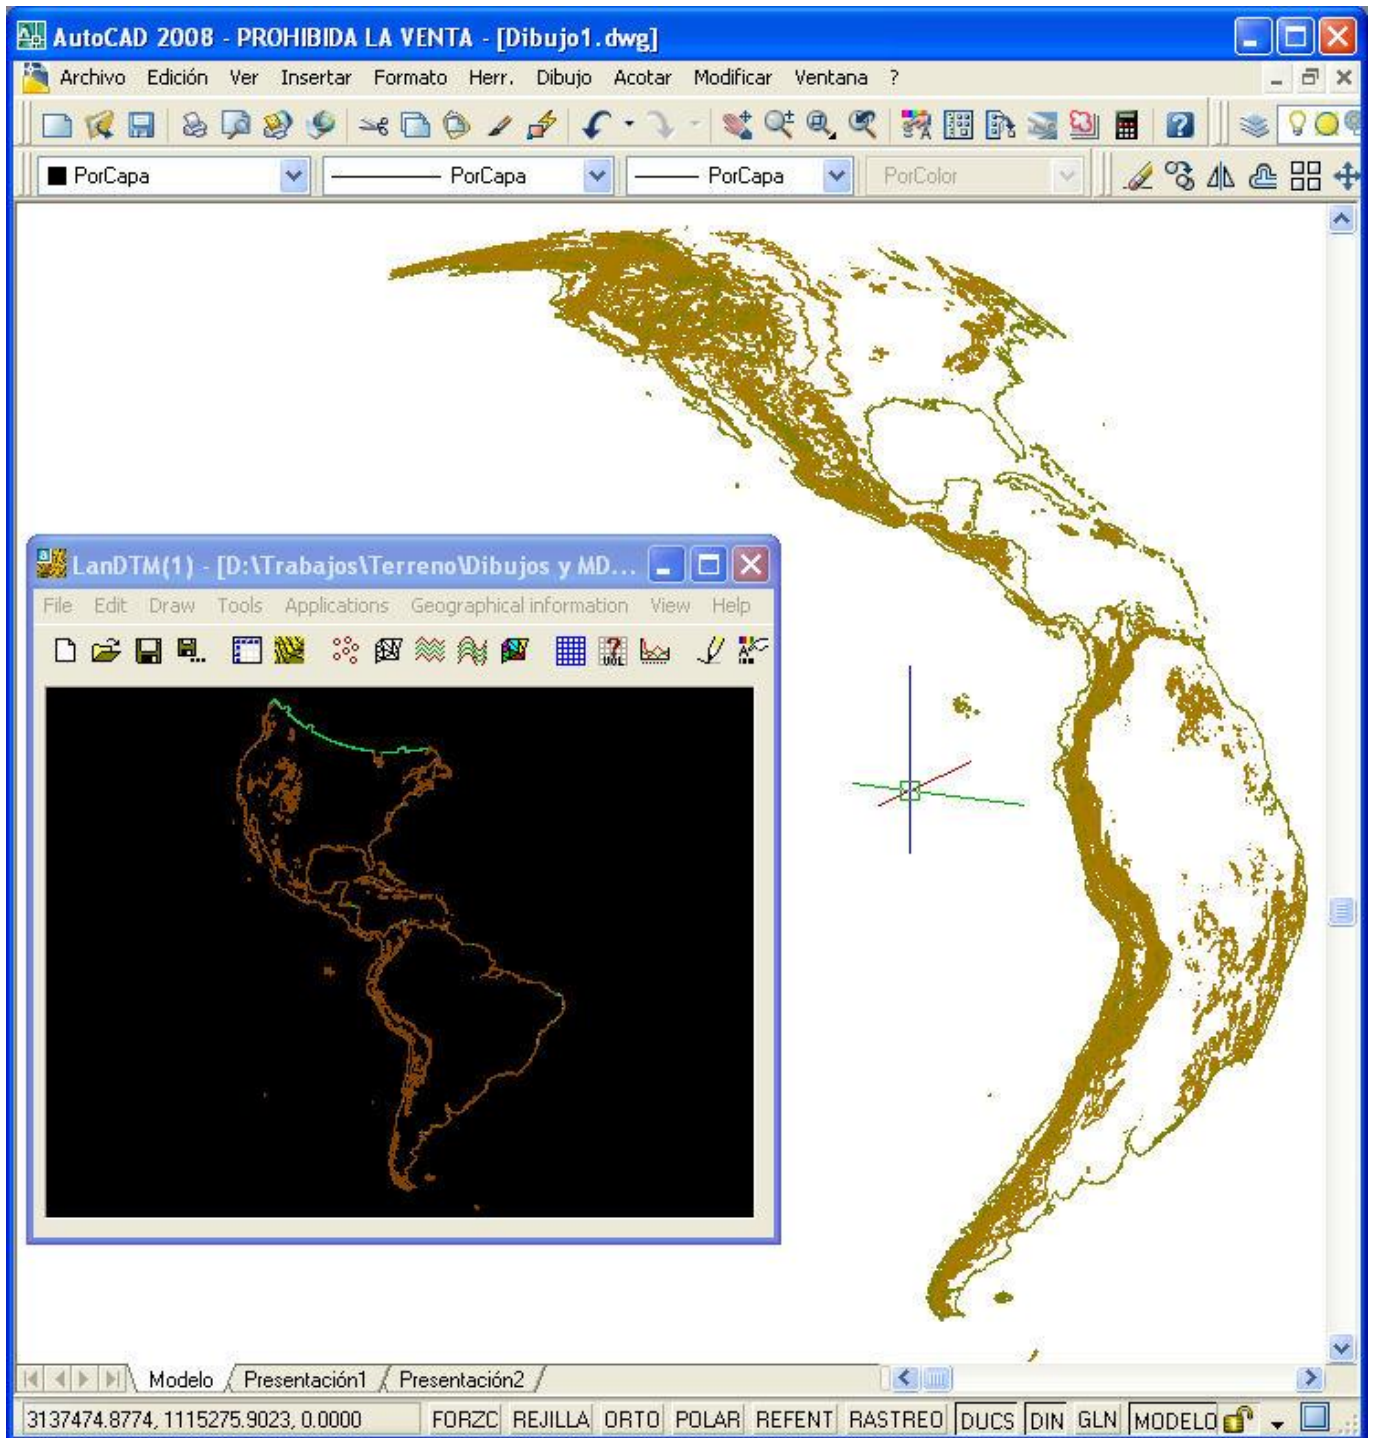 AutoCAD 2008 - PROHIBIDA LA VENTA - [Dibujo1.dwg]
Archivo Edición Ver Insertar Formato Herr. Dibujo Acotar Modificar Ventana ?
PorCapa PorCapa PorCapa PorColor
LanDTM(1) - [D:\Trabajos\Terreno\Dibujos y MD...
File Edit Draw Tools Applications Geographical information View Help
VOL
Modelo Presentación1 Presentación2
3137474.8774, 1115275.9023, 0.0000 FORZC REJILLA ORTO POLAR REFENT RASTREO DUCS DIN GLN MODELO